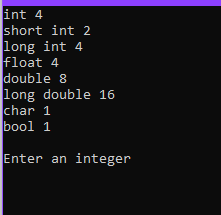 int 4
short int 2
long int 4
float 4
double 8
long double 16
char 1
bool 1
Enter an integer